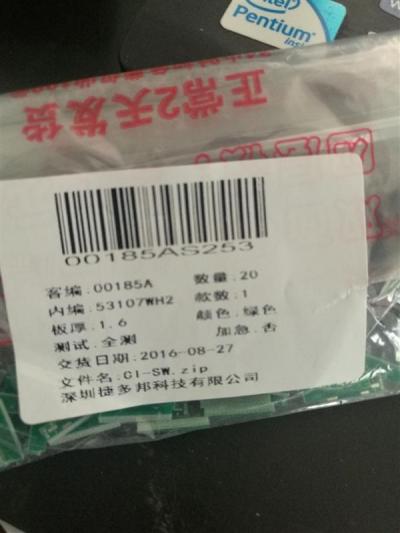 intel
Pentium
inside
正常2天发货
00185AS253
客编.00185A 数量.20
内编.53107WH2 款数.1
板厚.1.6 颜色.绿色
测试.全测 加急.否
交货日期.2016-08-27
文件名.CI-SW.zip
深圳捷多邦科技有限公司